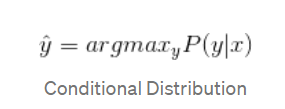 ŷ = argmax_y P(y|x)
Conditional Distribution